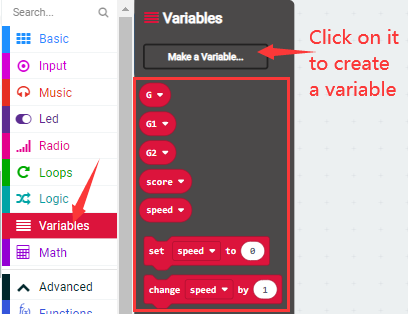 Search...
Basic
Input
Music
Led
Radio
Loops
Logic
Variables
Math
Advanced
Functions
Variables
Make a Variable...
G
G1
G2
score
speed
set speed to 0
change speed by 1
Click on it
to create
a variable